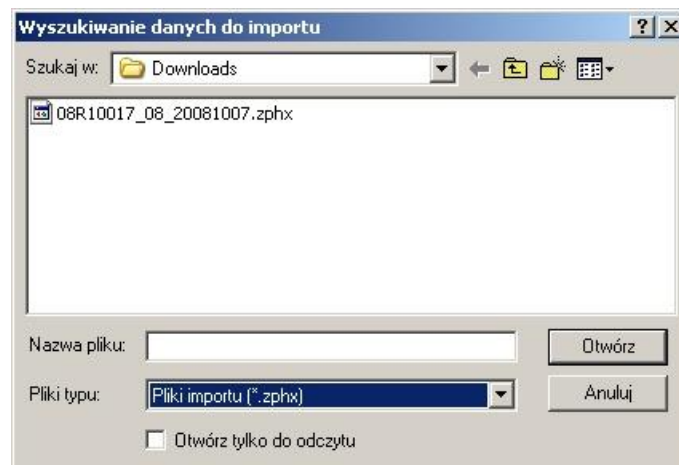 Wyszukiwanie danych do importu
Szukaj w: Downloads
08R10017_08_20081007.zphx
Nazwa pliku: Otwórz
Pliki typu: Pliki importu (*.zphx) Anuluj
Otwórz tylko do odczytu